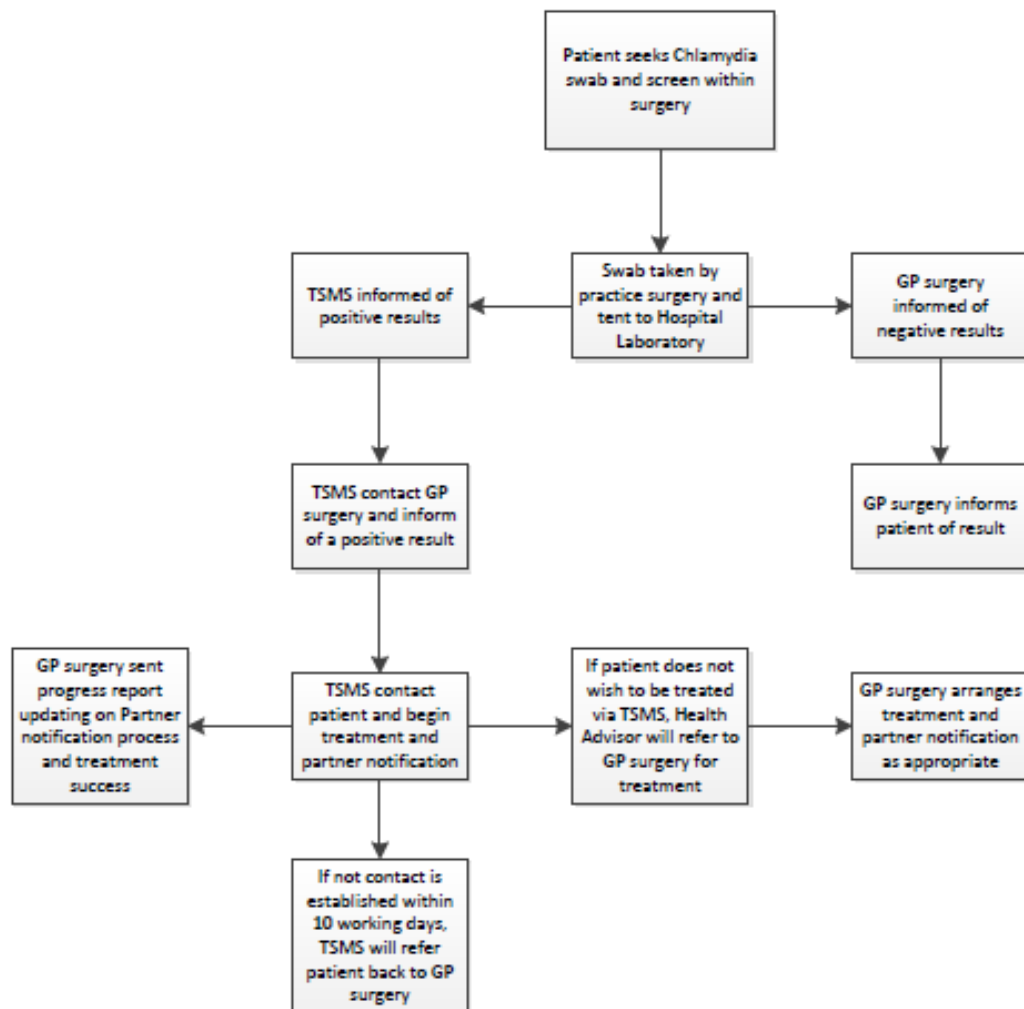 Patient seeks Chlamydia
swab and screen within
surgery
TSMS informed of
positive results
Swab taken by
practice surgery and
tent to Hospital
Laboratory
GP surgery
informed of
negative results
TSMS contact GP
surgery and inform
of a positive result
GP surgery informs
patient of result
GP surgery sent
progress report
updating on Partner
notification process
and treatment
success
TSMS contact
patient and begin
treatment and
partner notification
If patient does not
wish to be treated
via TSMS, Health
Advisor will refer to
GP surgery for
treatment
GP surgery arranges
treatment and
partner notification
as appropriate
If not contact is
established within
10 working days,
TSMS will refer
patient back to GP
surgery